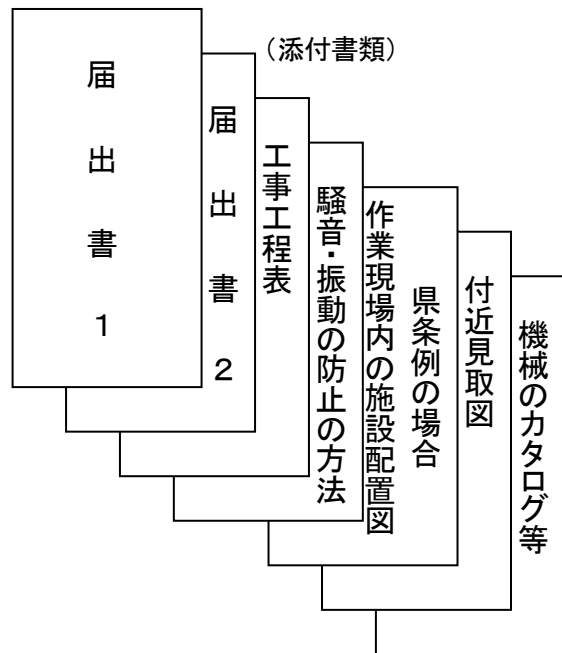 届出書1
(添付書類)
届出書2
工事工程表
騒音・振動の防止の方法
作業現場内の施設配置図
県条例の場合
付近見取図
機械のカタログ等